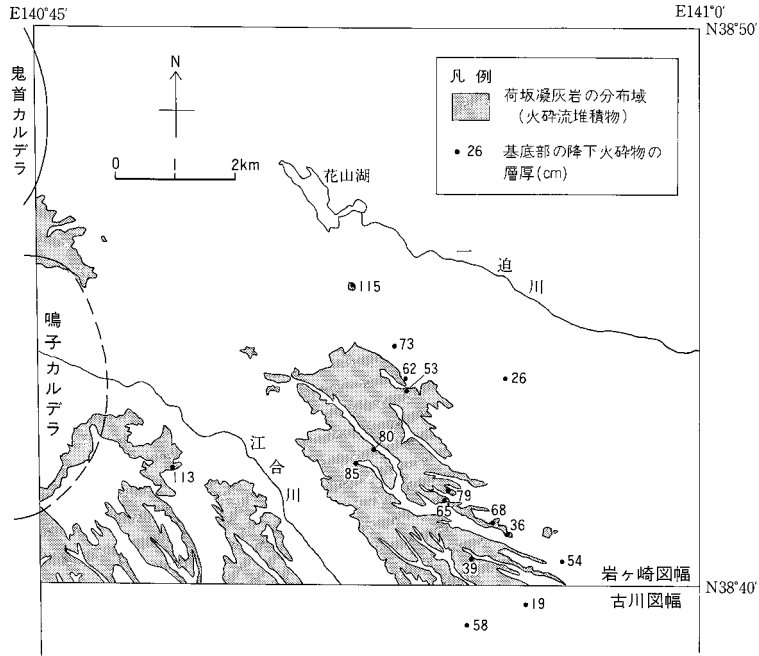 E140°45′
E141°0′
N38°50′
鬼首カルデラ
N
0 1 2km
凡例
荷坂凝灰岩の分布域
(火砕流堆積物)
• 26 基底部の降下火砕物の
層厚(cm)
花山湖
一迫川
115
73
62
53
26
鳴子カルデラ
江合川
80
85
113
79
65
68
36
39
54
岩ヶ崎図幅
N38°40′
古川図幅
19
58